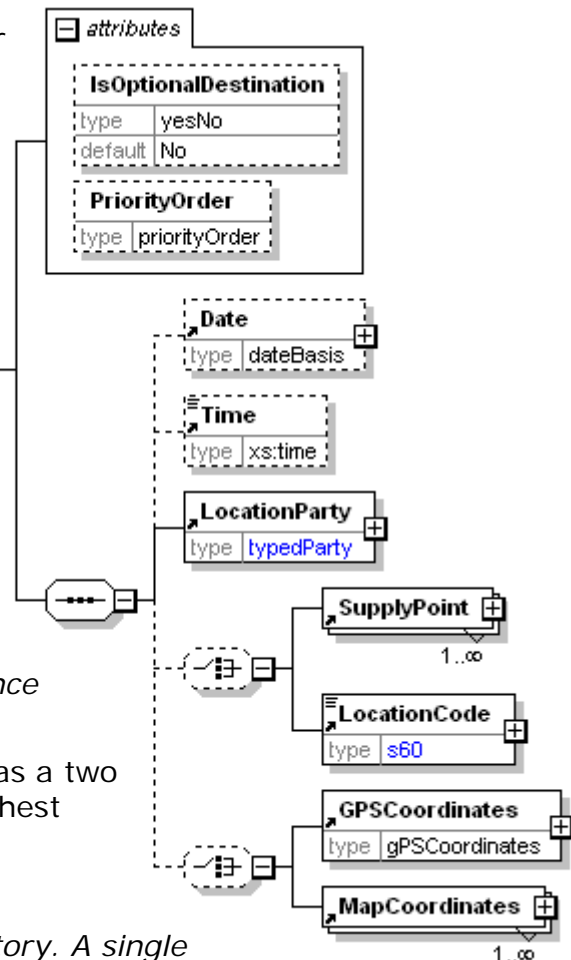 attributes
IsOptionalDestination
type yesNo
default No
PriorityOrder
type priorityOrder
Date
type dateBasis
Time
type xs:time
LocationParty
type typedParty
SupplyPoint
1..∞
nce
LocationCode
type s60
as a two
hest
GPSCoordinates
type gPSCoordinates
MapCoordinates
tory. A single
1..∞